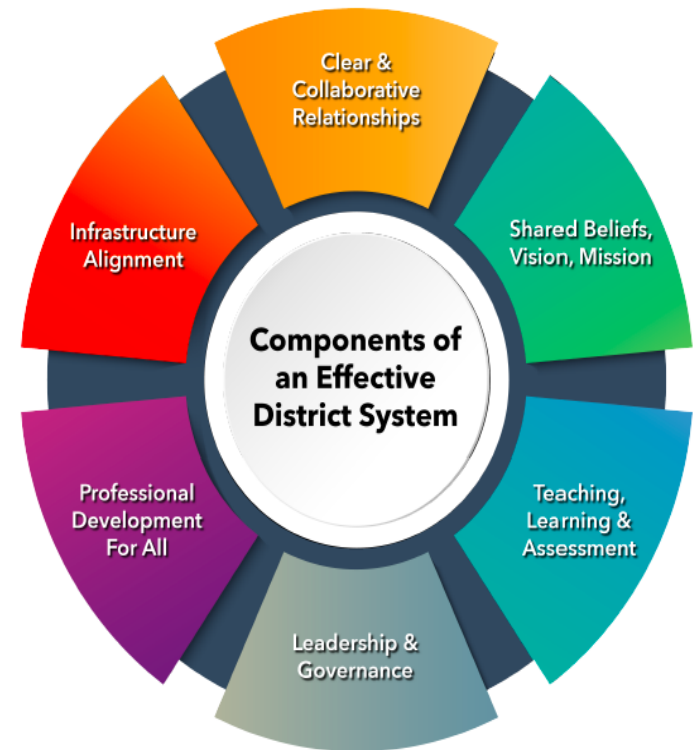 Clear &
Collaborative
Relationships
Shared Beliefs,
Vision, Mission
Teaching,
Learning &
Assessment
Leadership &
Governance
Professional
Development
For All
Infrastructure
Alignment
Components of
an Effective
District System